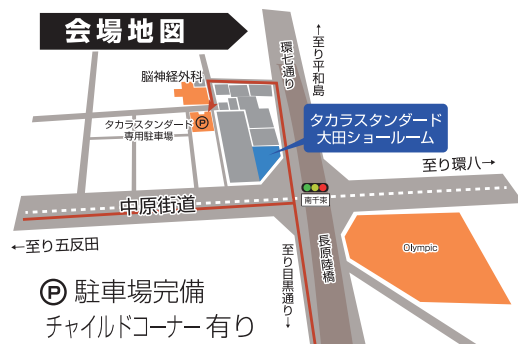 会場地図
環七通り
↑至り平和島
脳神経外科
タカラスタンダード
専用駐車場
P
タカラスタンダード
大田ショールーム
至り環八→
南千束
中原街道
←至り五反田
至り目黒通り→
長原陸橋
Olympic
P 駐車場完備
チャイルドコーナー有り